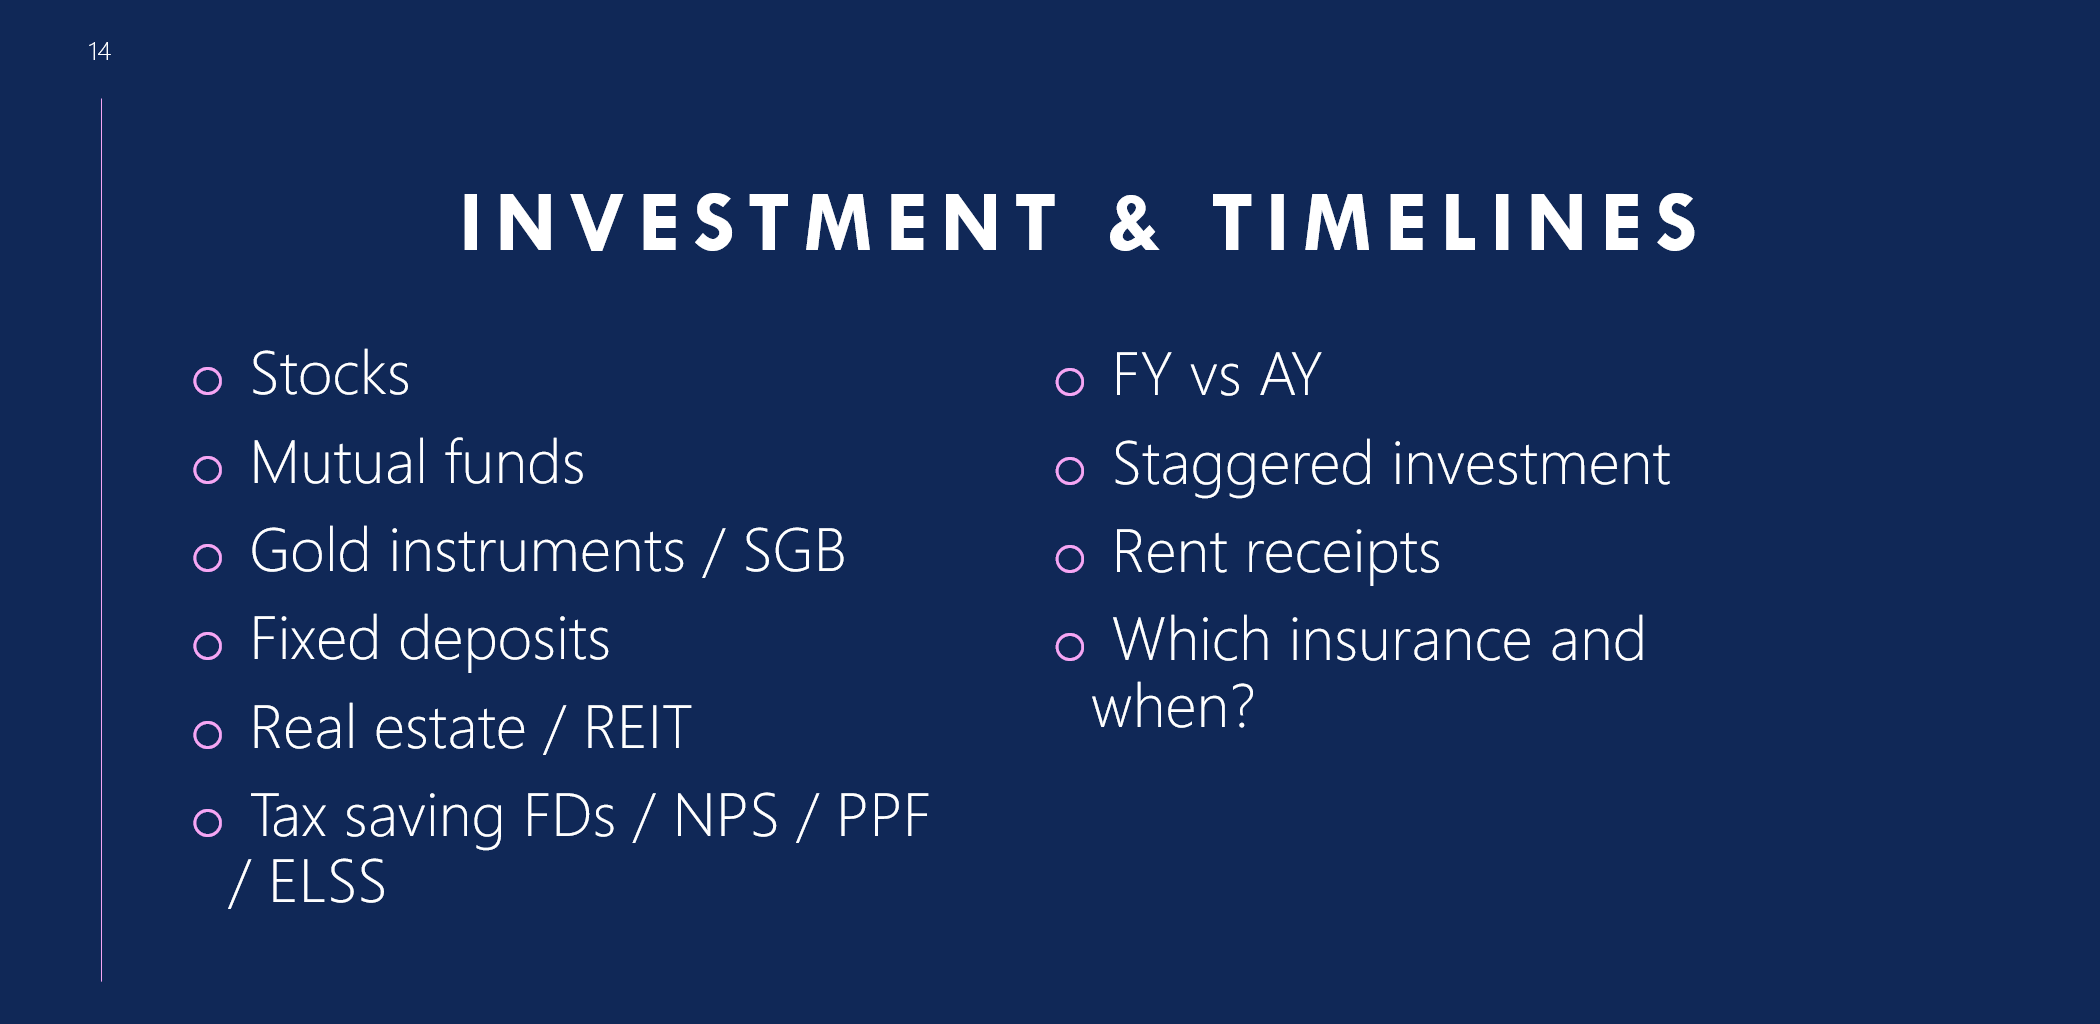 14
INVESTMENT & TIMELINES
Stocks
Mutual funds
Gold instruments / SGB
Fixed deposits
Real estate / REIT
Tax saving FDs / NPS / PPF
/ ELSS
FY vs AY
Staggered investment
Rent receipts
Which insurance and
when?